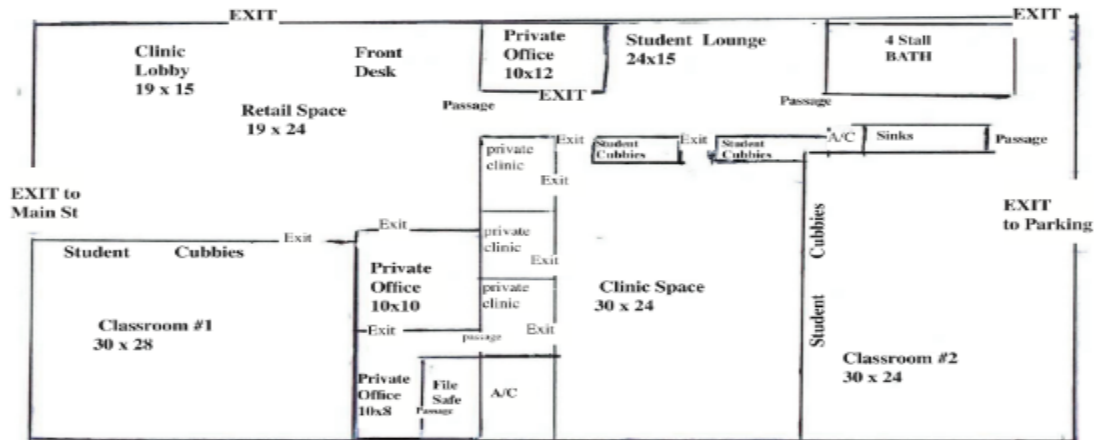 EXIT
EXIT
Clinic
Lobby
19 x 15
Front
Desk
Private
Office
10x12
Student Lounge
24x15
4 Stall
BATH
EXIT
Passage
Passage
Retail Space
19 x 24
Exit
Student
Cubbies
Exit
Student
Cubbies
A/C
Sinks
Passage
private
clinic
Exit
EXIT to
Main St
EXIT
to Parking
Exit
Exit
private
clinic
Student Cubbies
Exit
Private
Office
10x10
private
clinic
Clinic Space
30 x 24
Student Cubbies
Classroom #1
30 x 28
Exit
passage
Exit
Classroom #2
30 x 24
Private
Office
10x8
File
Safe
Passage
A/C